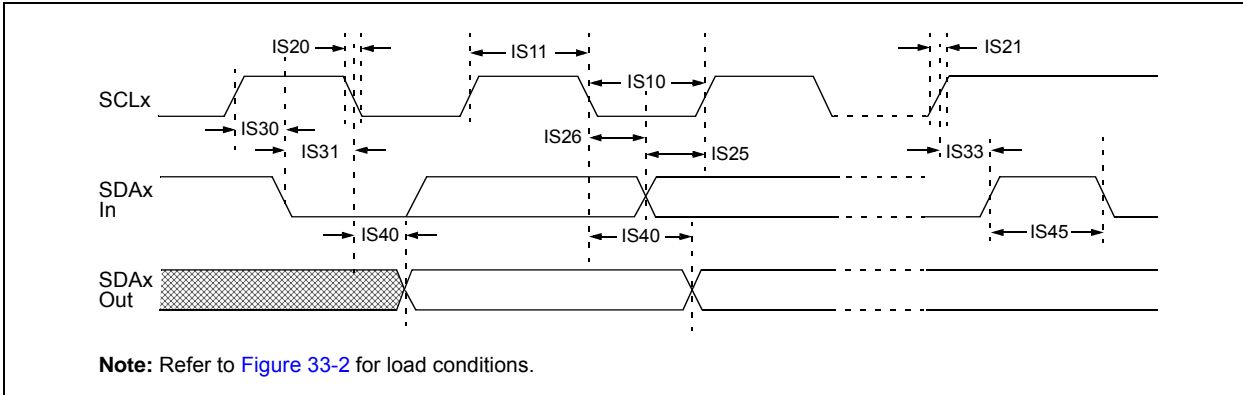 IS20
IS11
IS21
IS10
SCLx
IS30
IS26
IS31
IS25
IS33
SDAx
In
IS40
IS40
IS45
SDAx
Out
Note: Refer to Figure 33-2 for load conditions.